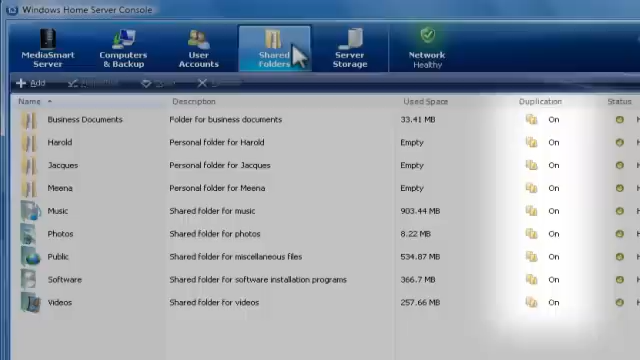 Windows Home Server Console
MediaSmart Server
Computers & Backup
User Accounts
Shared Folders
Server Storage
Network Healthy
Add
Name Description Used Space Duplication Status
Business Documents Folder for business documents 33.41 MB On
Harold Personal folder for Harold Empty On
Jacques Personal folder for Jacques Empty On
Meena Personal folder for Meena Empty On
Music Shared folder for music 903.44 MB On
Photos Shared folder for photos 8.22 MB On
Public Shared folder for miscellaneous files 534.87 MB On
Software Shared folder for software installation programs 366.7 MB On
Videos Shared folder for videos 257.66 MB On